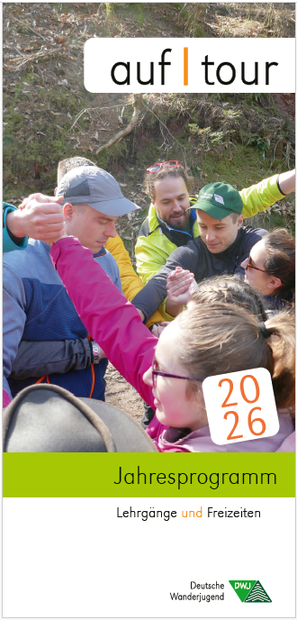 auf | tour
20
26
Jahresprogramm
Lehrgänge und Freizeiten
Deutsche
Wanderjugend
DWJ